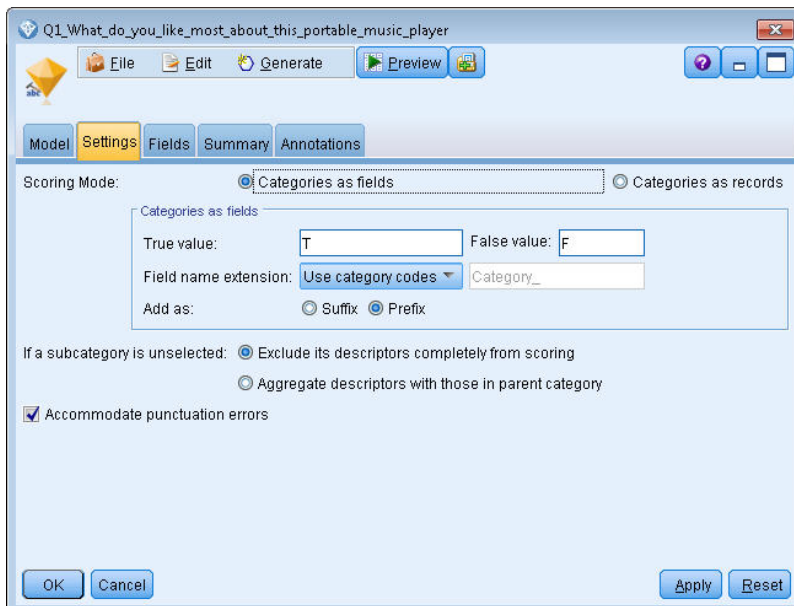 Q1_What_do_you_like_most_about_this_portable_music_player
File Edit Generate Preview
abc
Model Settings Fields Summary Annotations
Scoring Mode: Categories as fields Categories as records
Categories as fields
True value: T False value: F
Field name extension: Use category codes Category_
Add as: Suffix Prefix
If a subcategory is unselected: Exclude its descriptors completely from scoring
Aggregate descriptors with those in parent category
Accommodate punctuation errors
OK Cancel Apply Reset